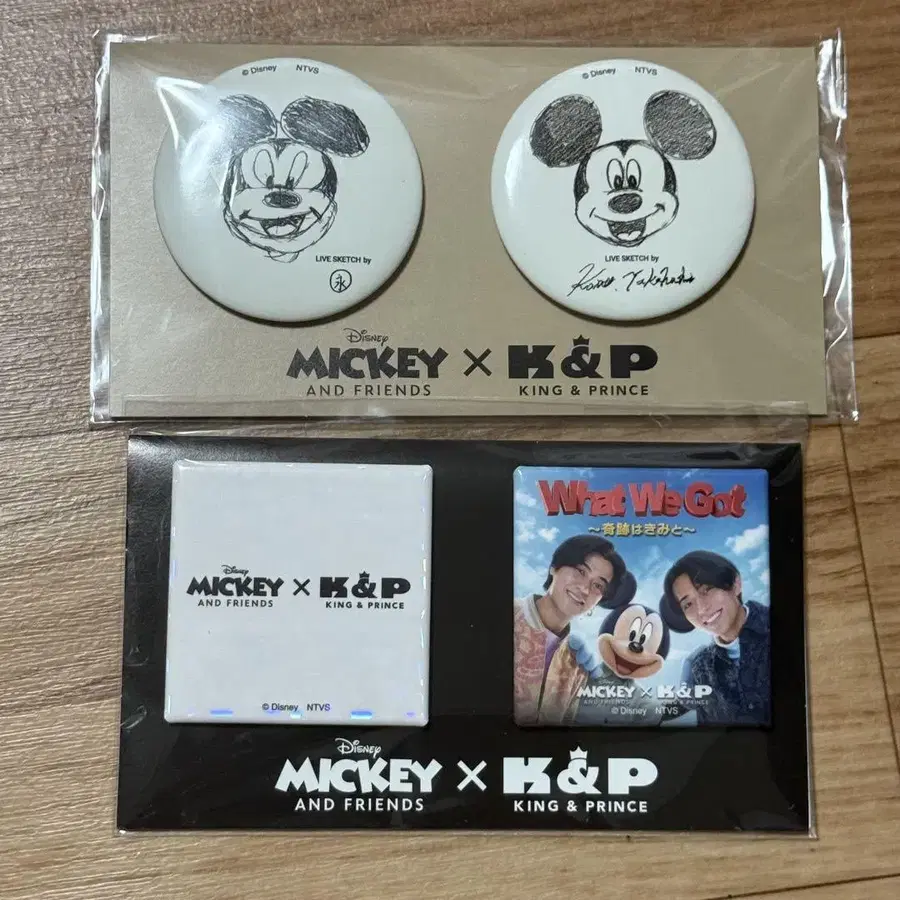 © Disney NTVS
LIVE SKETCH by
永
© Disney NTVS
LIVE SKETCH by
Kaito. Takahashi
Disney
MICKEY
AND FRIENDS
×
K&P
KING & PRINCE
Disney
MICKEY
AND FRIENDS
×
K&P
KING & PRINCE
© Disney NTVS
What We Got
~奇跡はきみと~
MICKEY
AND FRIENDS
×
K&P
KING & PRINCE
© Disney NTVS
Disney
MICKEY
AND FRIENDS
×
K&P
KING & PRINCE